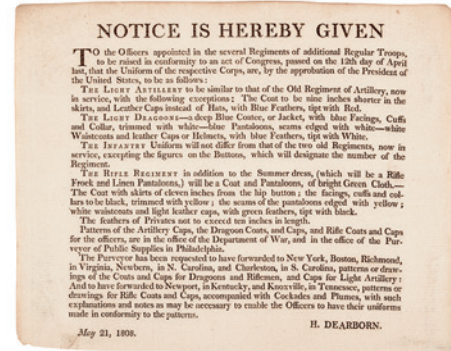 NOTICE IS HEREBY GIVEN
TO the Officers appointed in the several Regiments of additional Regular Troops,
to be raised in conformity to an act of Congress, passed on the 12th day of April
last, that the Uniform of the respective Corps, are, by the approbation of the President of
the United States, to be as follows:
THE LIGHT ARTILLERY to be similar to that of the Old Regiment of Artillery, now
in service, with the following exceptions; The Coat to be nine inches shorter in the
skirts, and Leather Caps instead of Hats, with Blue Feathers, tipt with Red.
THE LIGHT DRAGOONS—a deep Blue Coatee, or Jacket, with blue Facings, Cuffs
and Collar, trimmed with white—blue Pantaloons, seams edged with white—white
Waistcoats and leather Caps or Helmets, with blue Feathers, tipt with White.
THE INFANTRY Uniform will not differ from that of the two old Regiments, now in
service, excepting the figures on the Buttons, which will designate the number of the
Regiment.
THE RIFLE REGIMENT in addition to the Summer dress, (which will be a Rifle
Frock and Linen Pantaloons,) will be a Coat and Pantaloons, of bright Green Cloth.—
The Coat with skirts of eleven inches from the hip button; the facings, cuffs and col-
lars to be black, trimmed with yellow; the seams of the pantaloons edged with yellow;
white waistcoats and light leather caps, with green feathers, tipt with black.
The feathers of Privates not to exceed ten inches in length.
Patterns of the Artillery Caps, the Dragoon Coats, and Caps, and Rifle Coats and Caps
for the officers, are in the office of the Department of War, and in the office of the Pur-
veyor of Public Supplies in Philadelphia.
The Purveyor has been requested to have forwarded to New York, Boston, Richmond,
in Virginia, Newbern, in N. Carolina, and Charleston, in S. Carolina, patterns or draw-
ings of the Coats and Caps for Dragoons and Riflemen, and Caps for Light Artillery:
And to have forwarded to Newport, in Kentucky, and Knoxville, in Tennessee, patterns or
drawings for Rifle Coats and Caps, accompanied with Cockades and Plumes, with such
explanations and notes as may be necessary to enable the Officers to have their uniforms
made in conformity to the patterns.
H. DEARBORN.
May 21, 1808.